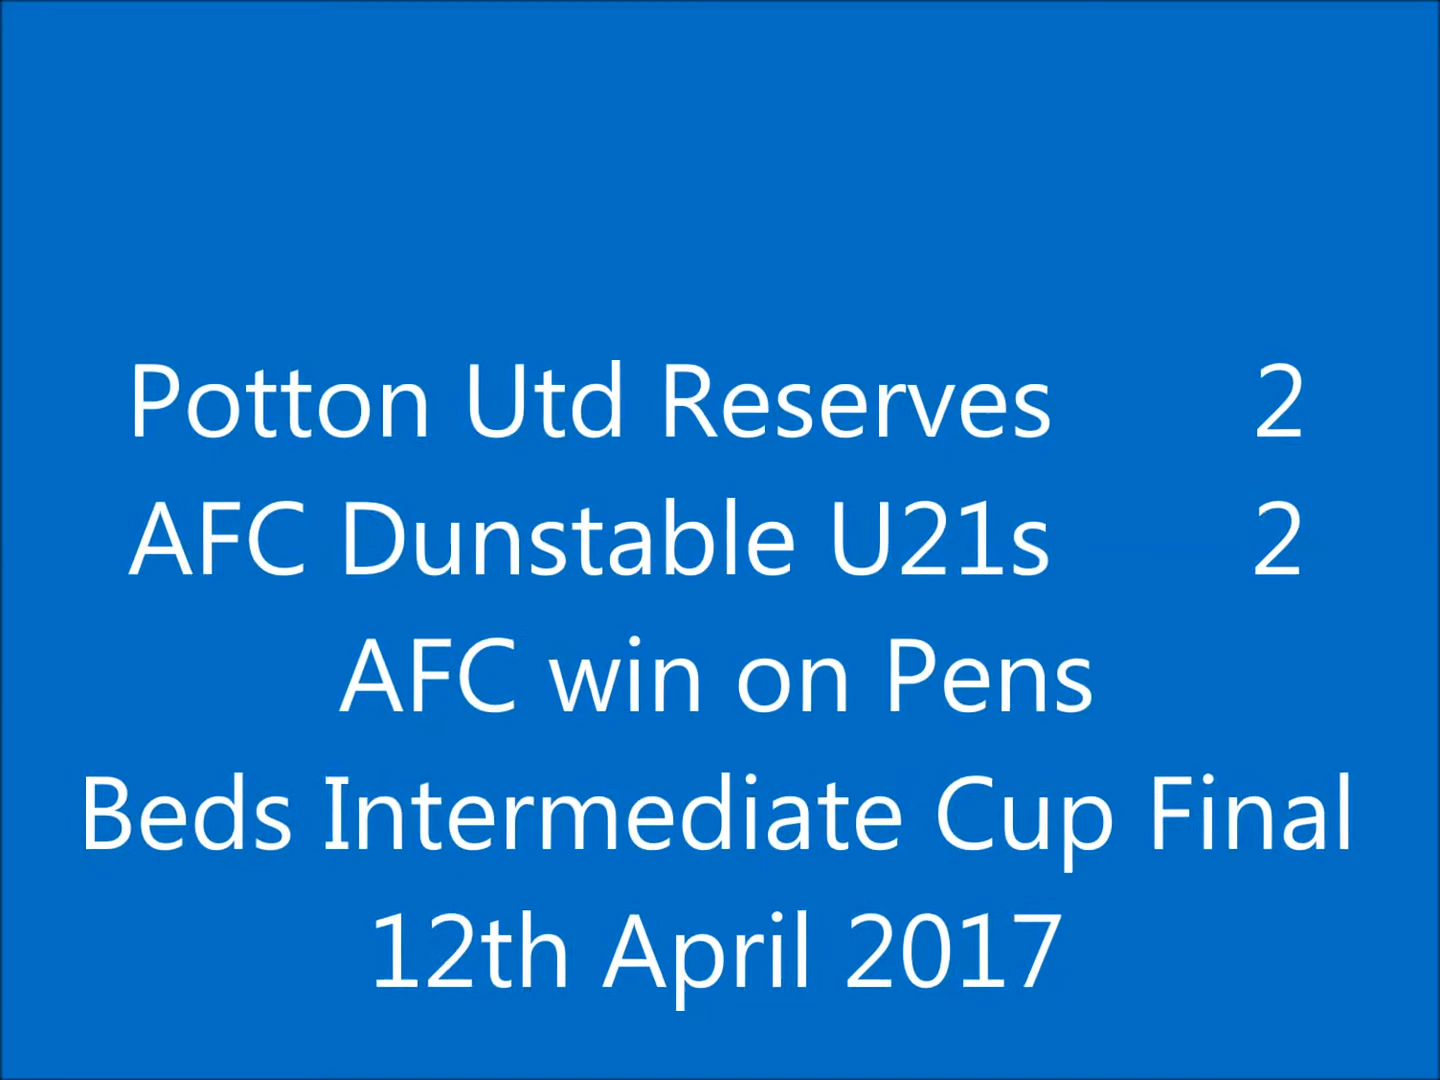 Potton Utd Reserves 2
AFC Dunstable U21s 2
AFC win on Pens
Beds Intermediate Cup Final
12th April 2017